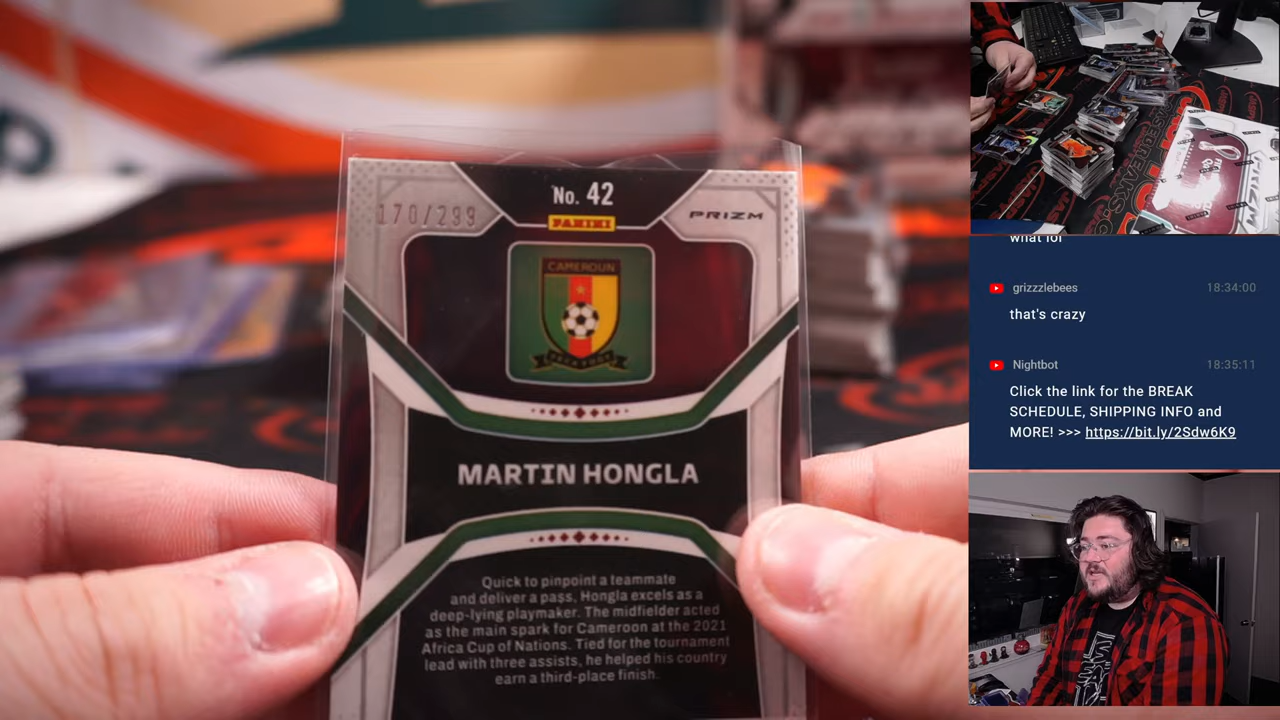 No. 42
170/299
PANINI
PRIZM
CAMEROUN
MARTIN HONGLA
Quick to pinpoint a teammate
and deliver a pass, Hongla excels as a
deep-lying playmaker. The midfielder acted
as the main spark for Cameroon at the 2021
Africa Cup of Nations. Tied for the tournament
lead with three assists, he helped his country
earn a third-place finish.
what for
grizzzlebees 18:34:00
that's crazy
Nightbot 18:35:11
Click the link for the BREAK
SCHEDULE, SHIPPING INFO and
MORE! >>> https://bit.ly/2Sdw6K9